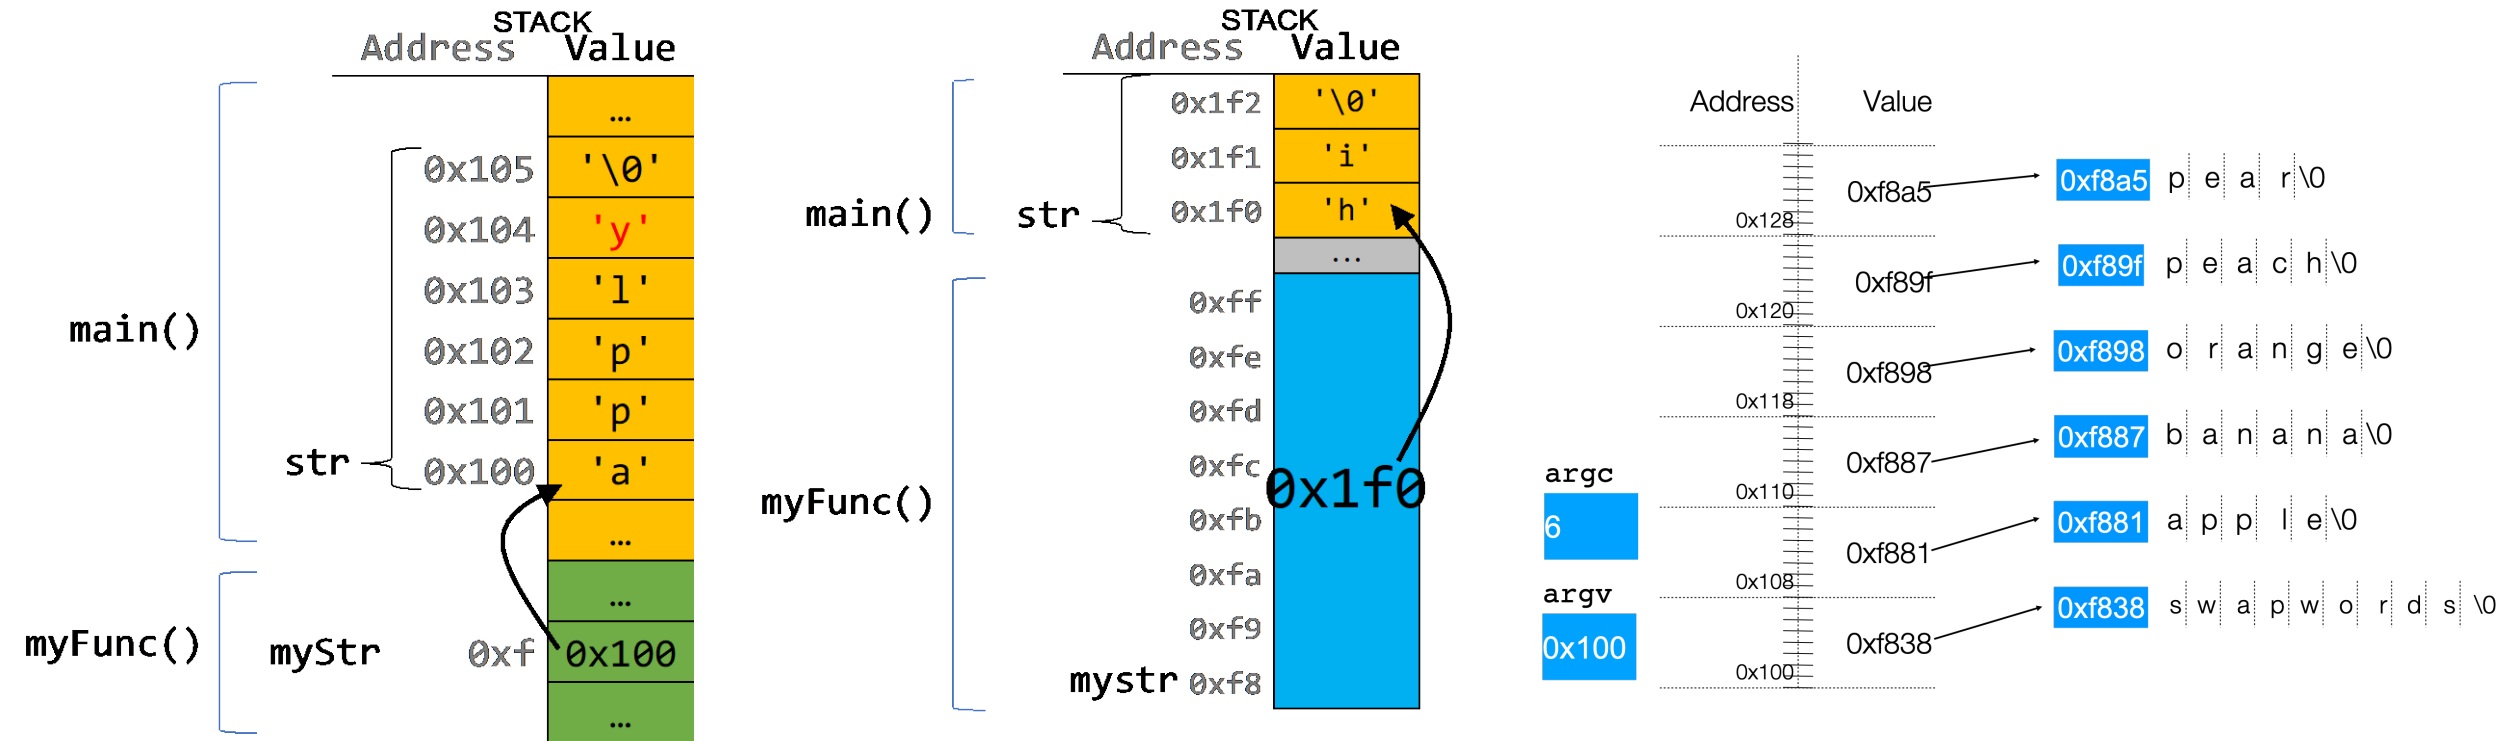 STACK
Address Value
…
0x105 '\0'
0x104 'y'
0x103 'l'
main()
0x102 'p'
0x101 'p'
str 0x100 'a'
…
…
myFunc() myStr 0xf 0x100
…
STACK
Address Value
0x1f2 '\0'
0x1f1 'i'
main() str 0x1f0 'h'
...
0xff
0xfe
0xfd
0xfc
myFunc() 0x1f0
0xfb
0xfa
0xf9
mystr 0xf8
Address Value
0xf8a5 0xf8a5 p e a r \0
0x128
0xf89f 0xf89f p e a c h \0
0x120
0xf898 0xf898 o r a n g e \0
0x118
0xf887 0xf887 b a n a n a \0
0x110
0xf881 0xf881 a p p l e \0
0x108
0xf838 0xf838 s w a p w o r d s \0
0x100
argc
6
argv
0x100